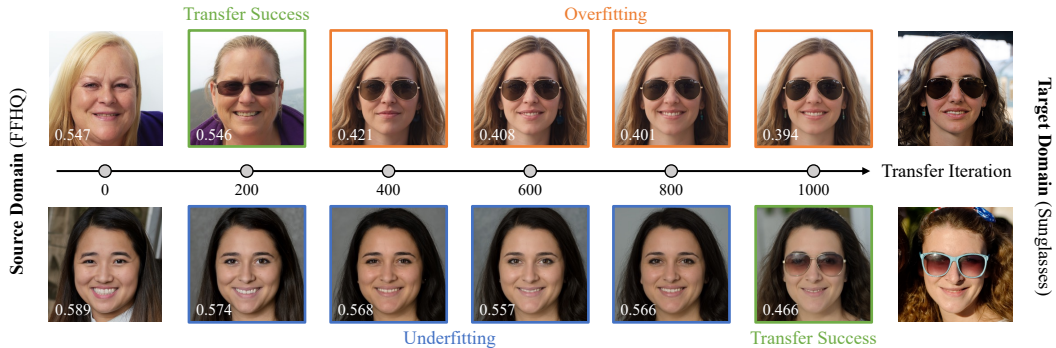 Transfer Success
Overfitting
Source Domain (FFHQ)
0.547
0.546
0.421
0.408
0.401
0.394
Target Domain (Sunglasses)
Transfer Iteration
0
200
400
600
800
1000
0.589
0.574
0.568
0.557
0.566
0.466
Underfitting
Transfer Success